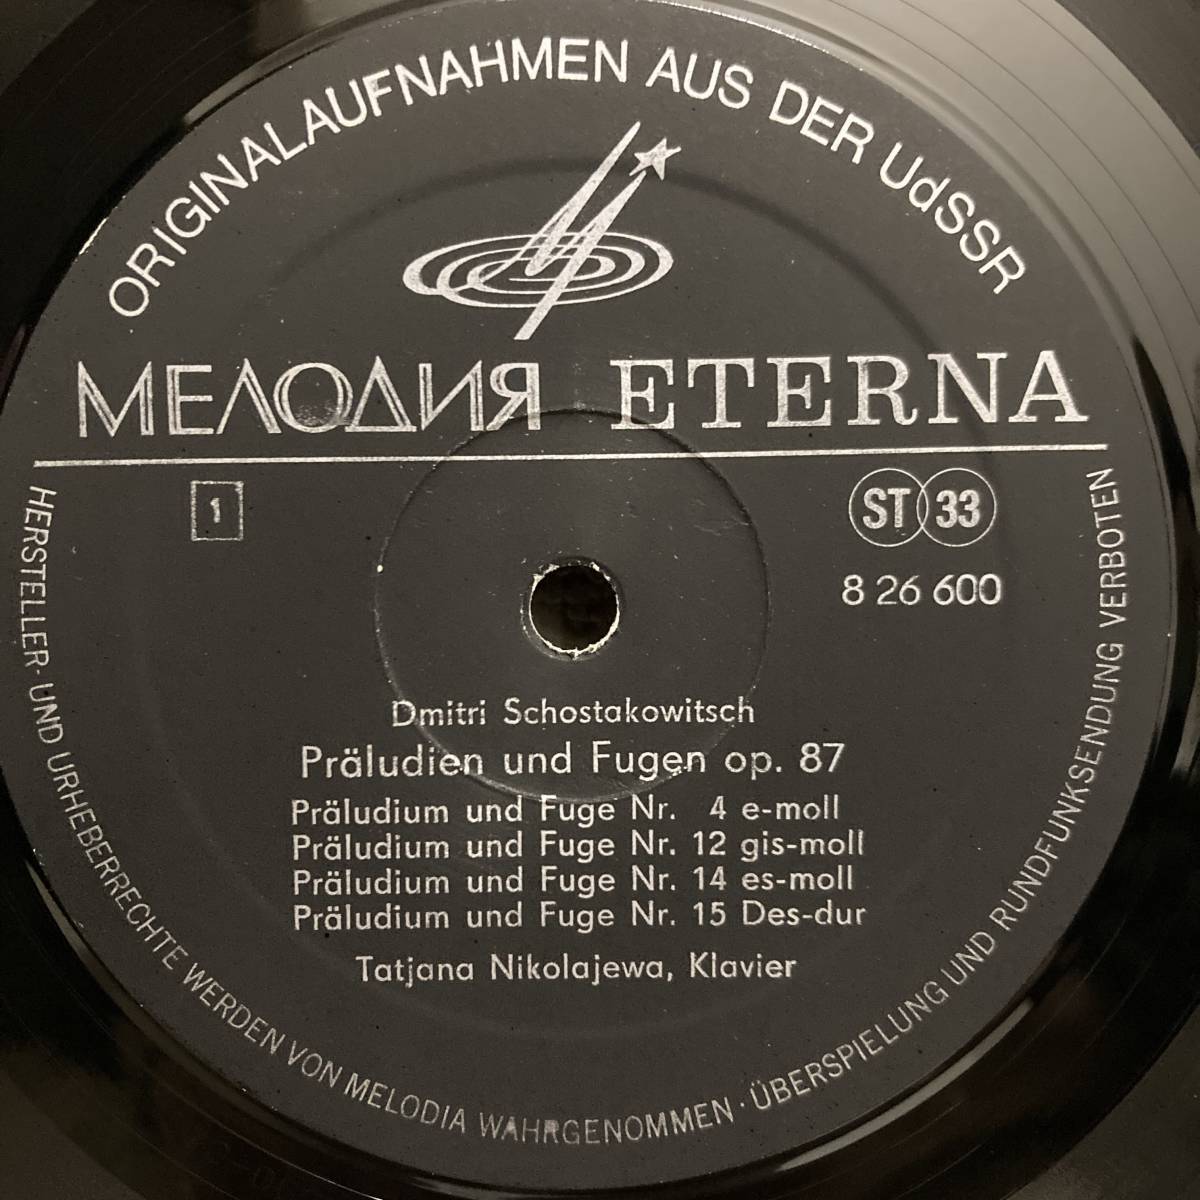 ORIGINALAUFNAHMEN AUS DER UdSSR
МЕЛОДИЯ ETERNA
1
ST 33
8 26 600
Dmitri Schostakowitsch
Präludien und Fugen op. 87
Präludium und Fuge Nr. 4 e-moll
Präludium und Fuge Nr. 12 gis-moll
Präludium und Fuge Nr. 14 es-moll
Präludium und Fuge Nr. 15 Des-dur
Tatjana Nikolajewa, Klavier
HERSTELLER- UND URHEBERRECHTE WERDEN VON MELODIA WAHRGENOMMEN · ÜBERSPIELUNG UND RUNDFUNKSENDUNG VERBOTEN